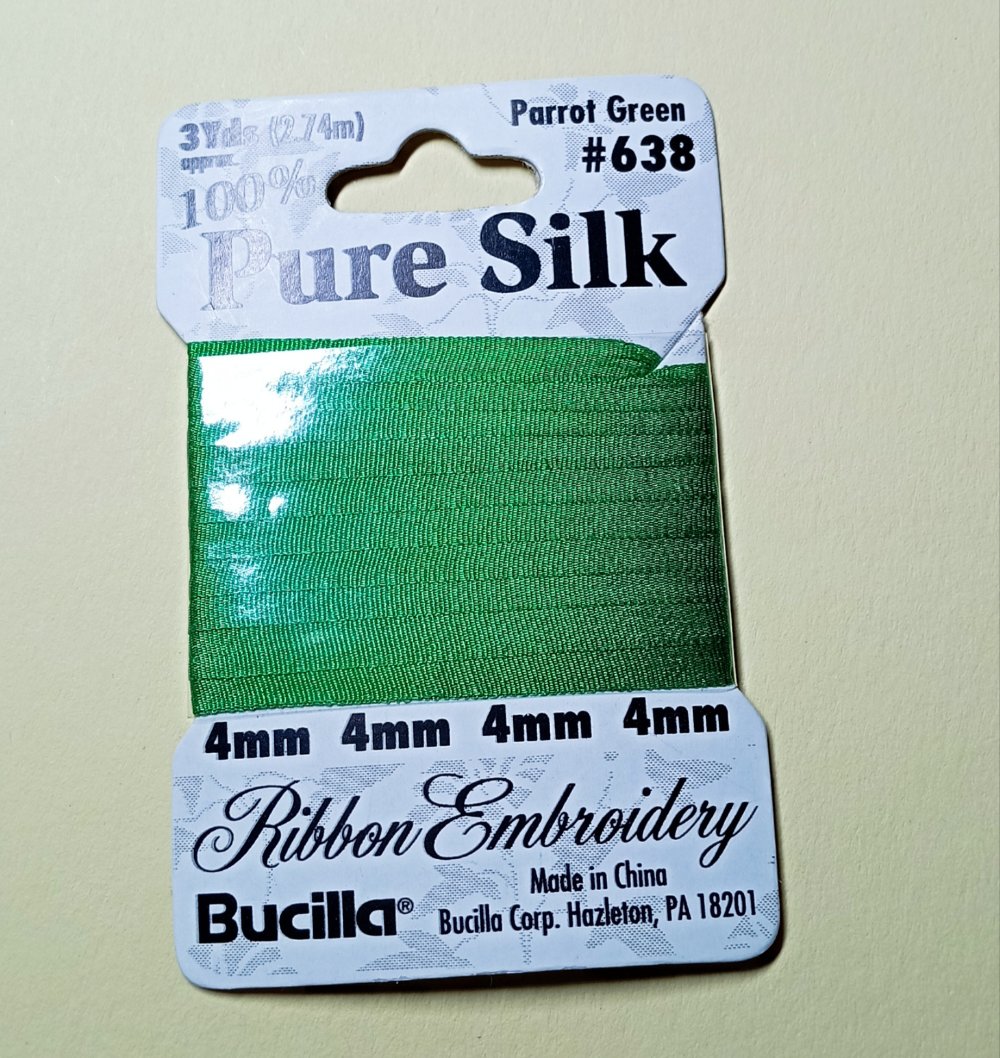 3Yds (2.74m)
approx.
100%
Parrot Green
#638
Pure Silk
4mm 4mm 4mm 4mm
Ribbon Embroidery
Bucilla®
Made in China
Bucilla Corp. Hazleton, PA 18201